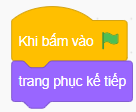 Khi bấm vào
trang phục kế tiếp